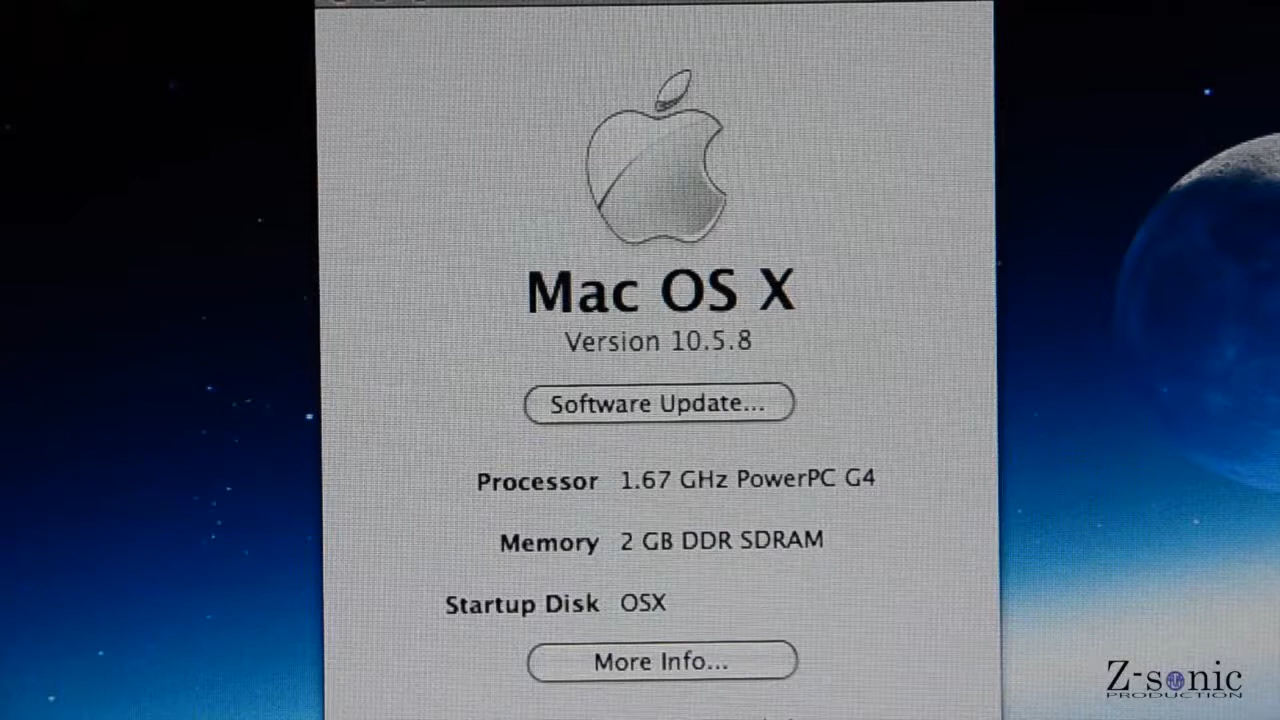 Mac OS X
Version 10.5.8
Software Update...
Processor 1.67 GHz PowerPC G4
Memory 2 GB DDR SDRAM
Startup Disk OSX
More Info...
Z-sonic
PRODUCTION